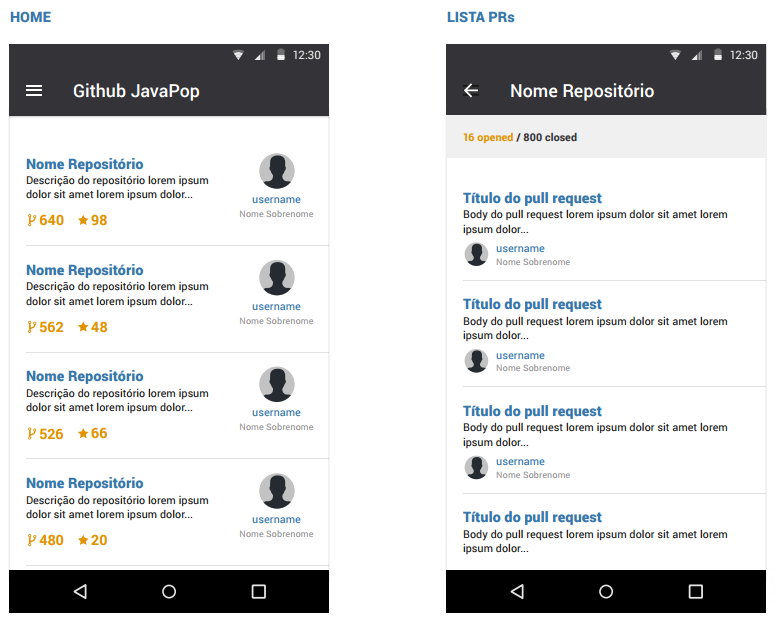 HOME
12:30
Github JavaPop
Nome Repositório
Descrição do repositório lorem ipsum
dolor sit amet lorem ipsum dolor...
640 98
username
Nome Sobrenome
Nome Repositório
Descrição do repositório lorem ipsum
dolor sit amet lorem ipsum dolor...
562 48
username
Nome Sobrenome
Nome Repositório
Descrição do repositório lorem ipsum
dolor sit amet lorem ipsum dolor...
526 66
username
Nome Sobrenome
Nome Repositório
Descrição do repositório lorem ipsum
dolor sit amet lorem ipsum dolor...
480 20
username
Nome Sobrenome
LISTA PRs
12:30
Nome Repositório
16 opened / 800 closed
Título do pull request
Body do pull request lorem ipsum dolor sit amet lorem
ipsum dolor...
username
Nome Sobrenome
Título do pull request
Body do pull request lorem ipsum dolor sit amet lorem
ipsum dolor...
username
Nome Sobrenome
Título do pull request
Body do pull request lorem ipsum dolor sit amet lorem
ipsum dolor...
username
Nome Sobrenome
Título do pull request
Body do pull request lorem ipsum dolor sit amet lorem
ipsum dolor...